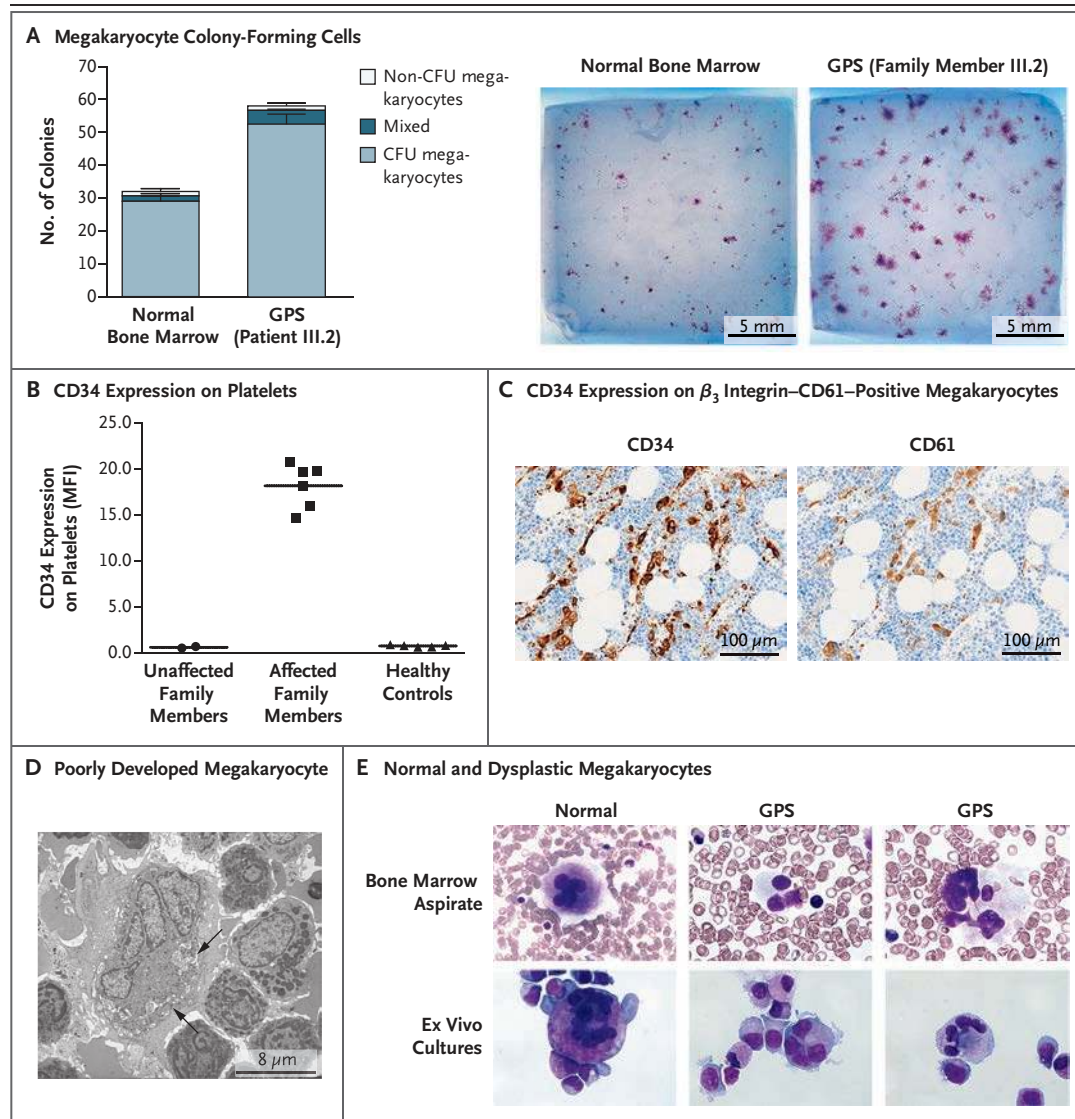 A Megakaryocyte Colony-Forming Cells
70
60
50
40
30
20
10
0
No. of Colonies
Normal
Bone Marrow
GPS
(Patient III.2)
Non-CFU mega-
karyocytes
Mixed
CFU mega-
karyocytes
Normal Bone Marrow
GPS (Family Member III.2)
5 mm
5 mm
B CD34 Expression on Platelets
25.0
20.0
15.0
10.0
5.0
0.0
CD34 Expression
on Platelets (MFI)
Unaffected
Family
Members
Affected
Family
Members
Healthy
Controls
C CD34 Expression on β3 Integrin–CD61–Positive Megakaryocytes
CD34
CD61
100 µm
100 µm
D Poorly Developed Megakaryocyte
8 µm
E Normal and Dysplastic Megakaryocytes
Normal
GPS
GPS
Bone Marrow
Aspirate
Ex Vivo
Cultures